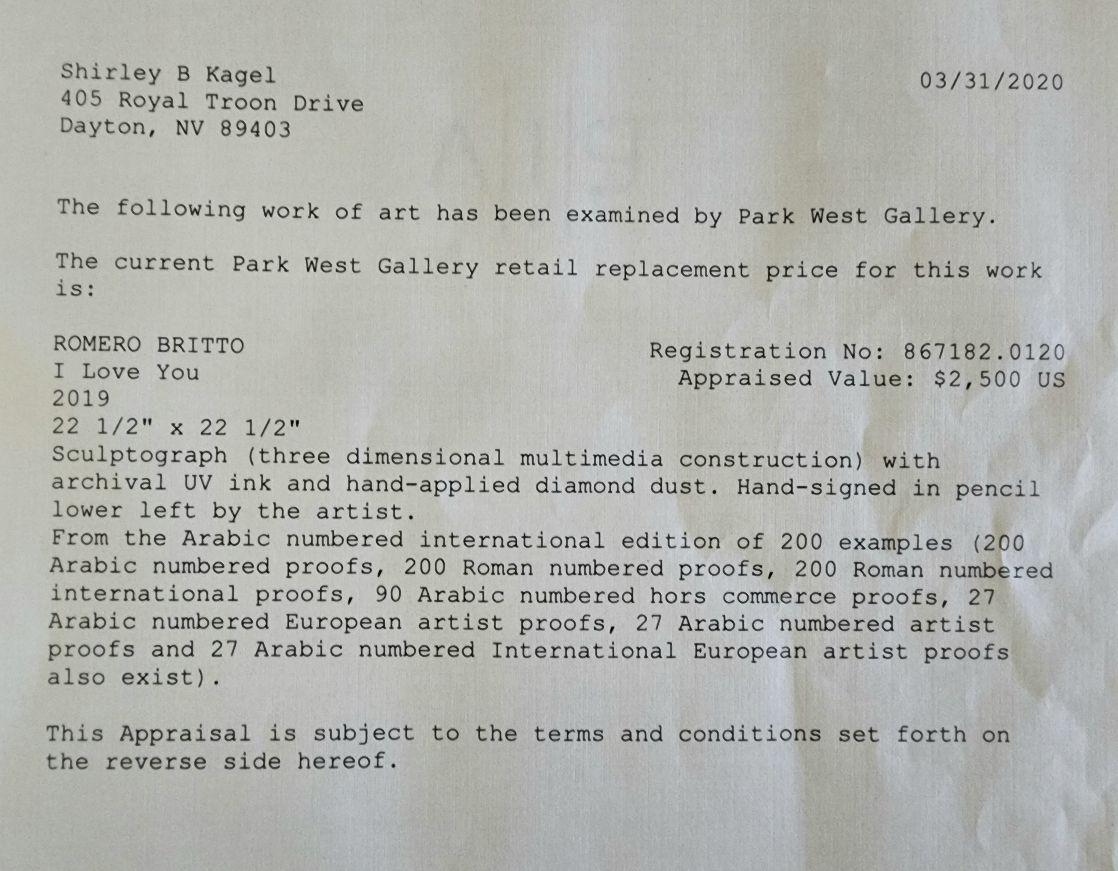 Shirley B Kagel
03/31/2020
405 Royal Troon Drive
Dayton, NV 89403
The following work of art has been examined by Park West Gallery.
The current Park West Gallery retail replacement price for this work
is:
ROMERO BRITTO
Registration No: 867182.0120
I Love You
Appraised Value: $2,500 US
2019
22 1/2" x 22 1/2"
Sculptograph (three dimensional multimedia construction) with
archival UV ink and hand-applied diamond dust. Hand-signed in pencil
lower left by the artist.
From the Arabic numbered international edition of 200 examples (200
Arabic numbered proofs, 200 Roman numbered proofs, 200 Roman numbered
international proofs, 90 Arabic numbered hors commerce proofs, 27
Arabic numbered European artist proofs, 27 Arabic numbered artist
proofs and 27 Arabic numbered International European artist proofs
also exist).
This Appraisal is subject to the terms and conditions set forth on
the reverse side hereof.